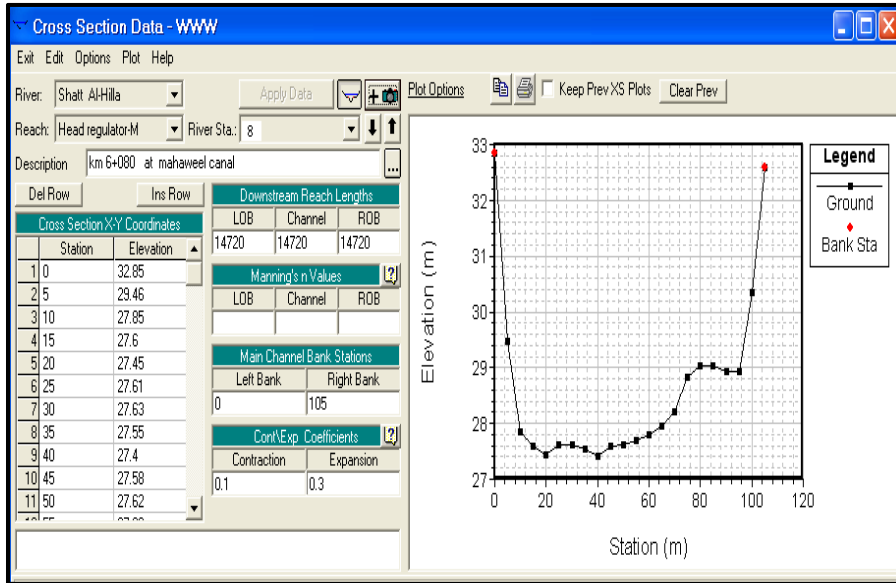 Cross Section Data - WWW
Exit Edit Options Plot Help
River: Shatt Al-Hilla Apply Data Plot Options Keep Prev XS Plots Clear Prev
Reach: Head regulator-M River Sta.: 8
Description km 6+080 at mahaweel canal ...
Del Row Ins Row
Cross Section X-Y Coordinates
Station Elevation
1 0 32.85
2 5 29.46
3 10 27.85
4 15 27.6
5 20 27.45
6 25 27.61
7 30 27.63
8 35 27.55
9 40 27.4
10 45 27.58
11 50 27.62
Downstream Reach Lengths
LOB Channel ROB
14720 14720 14720
Manning's n Values ?
LOB Channel ROB
Main Channel Bank Stations
Left Bank Right Bank
0 105
Cont\Exp Coefficients ?
Contraction Expansion
0.1 0.3
33
32
31
30
29
28
27
Elevation (m)
0 20 40 60 80 100 120
Station (m)
Legend
Ground
Bank Sta